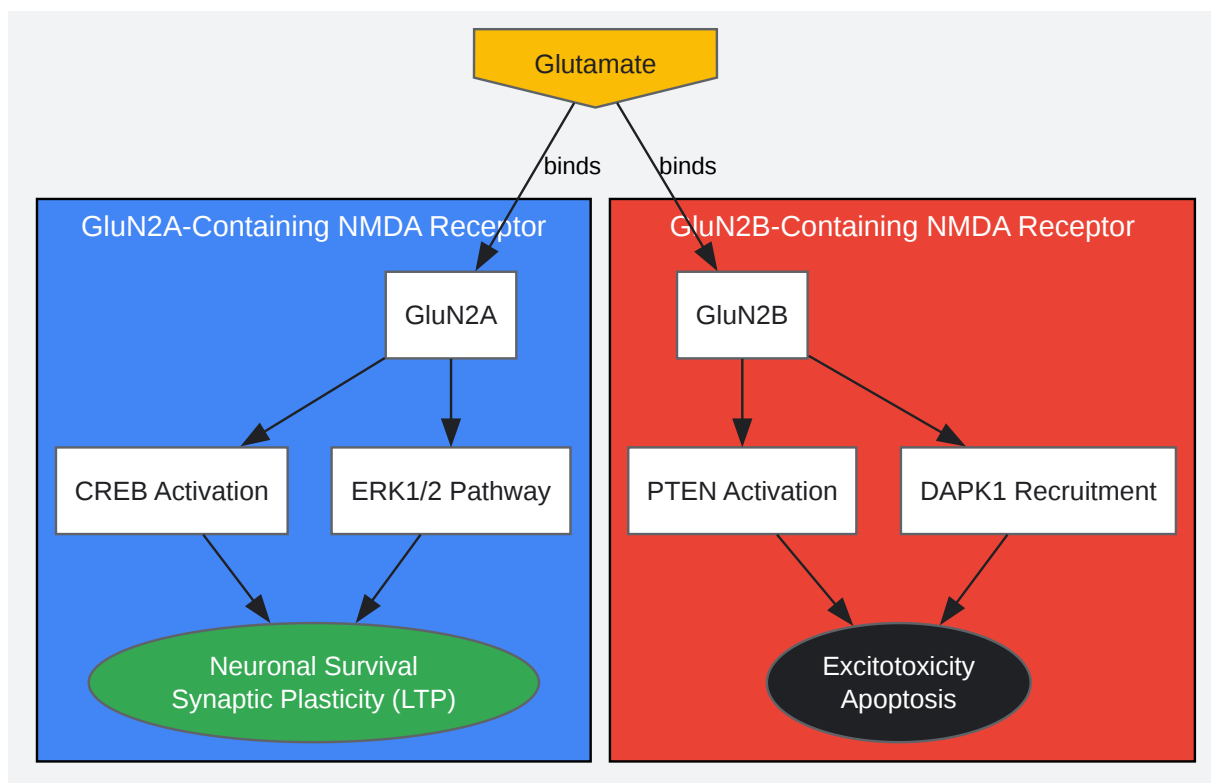 Glutamate
binds
binds
GluN2A-Containing NMDA Receptor
GluN2B-Containing NMDA Receptor
GluN2A
GluN2B
CREB Activation
ERK1/2 Pathway
PTEN Activation
DAPK1 Recruitment
Neuronal Survival
Synaptic Plasticity (LTP)
Excitotoxicity
Apoptosis